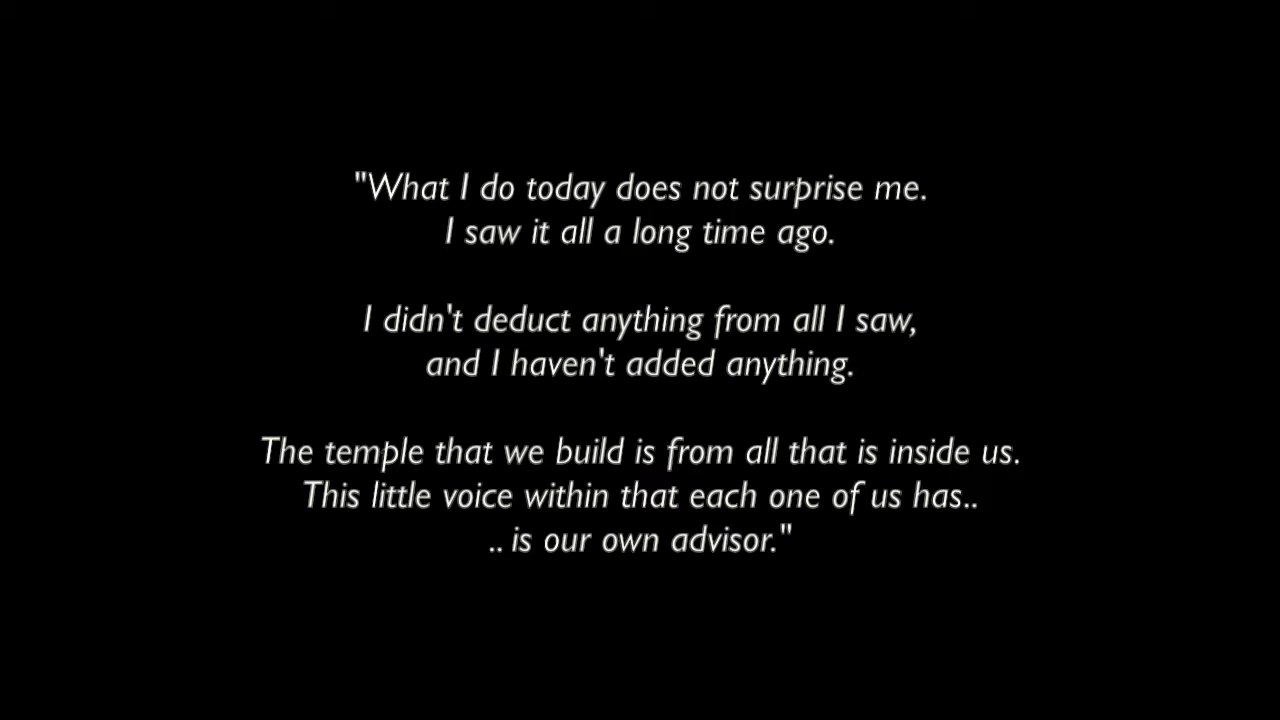 "What I do today does not surprise me.
I saw it all a long time ago.
I didn't deduct anything from all I saw,
and I haven't added anything.
The temple that we build is from all that is inside us.
This little voice within that each one of us has..
.. is our own advisor."